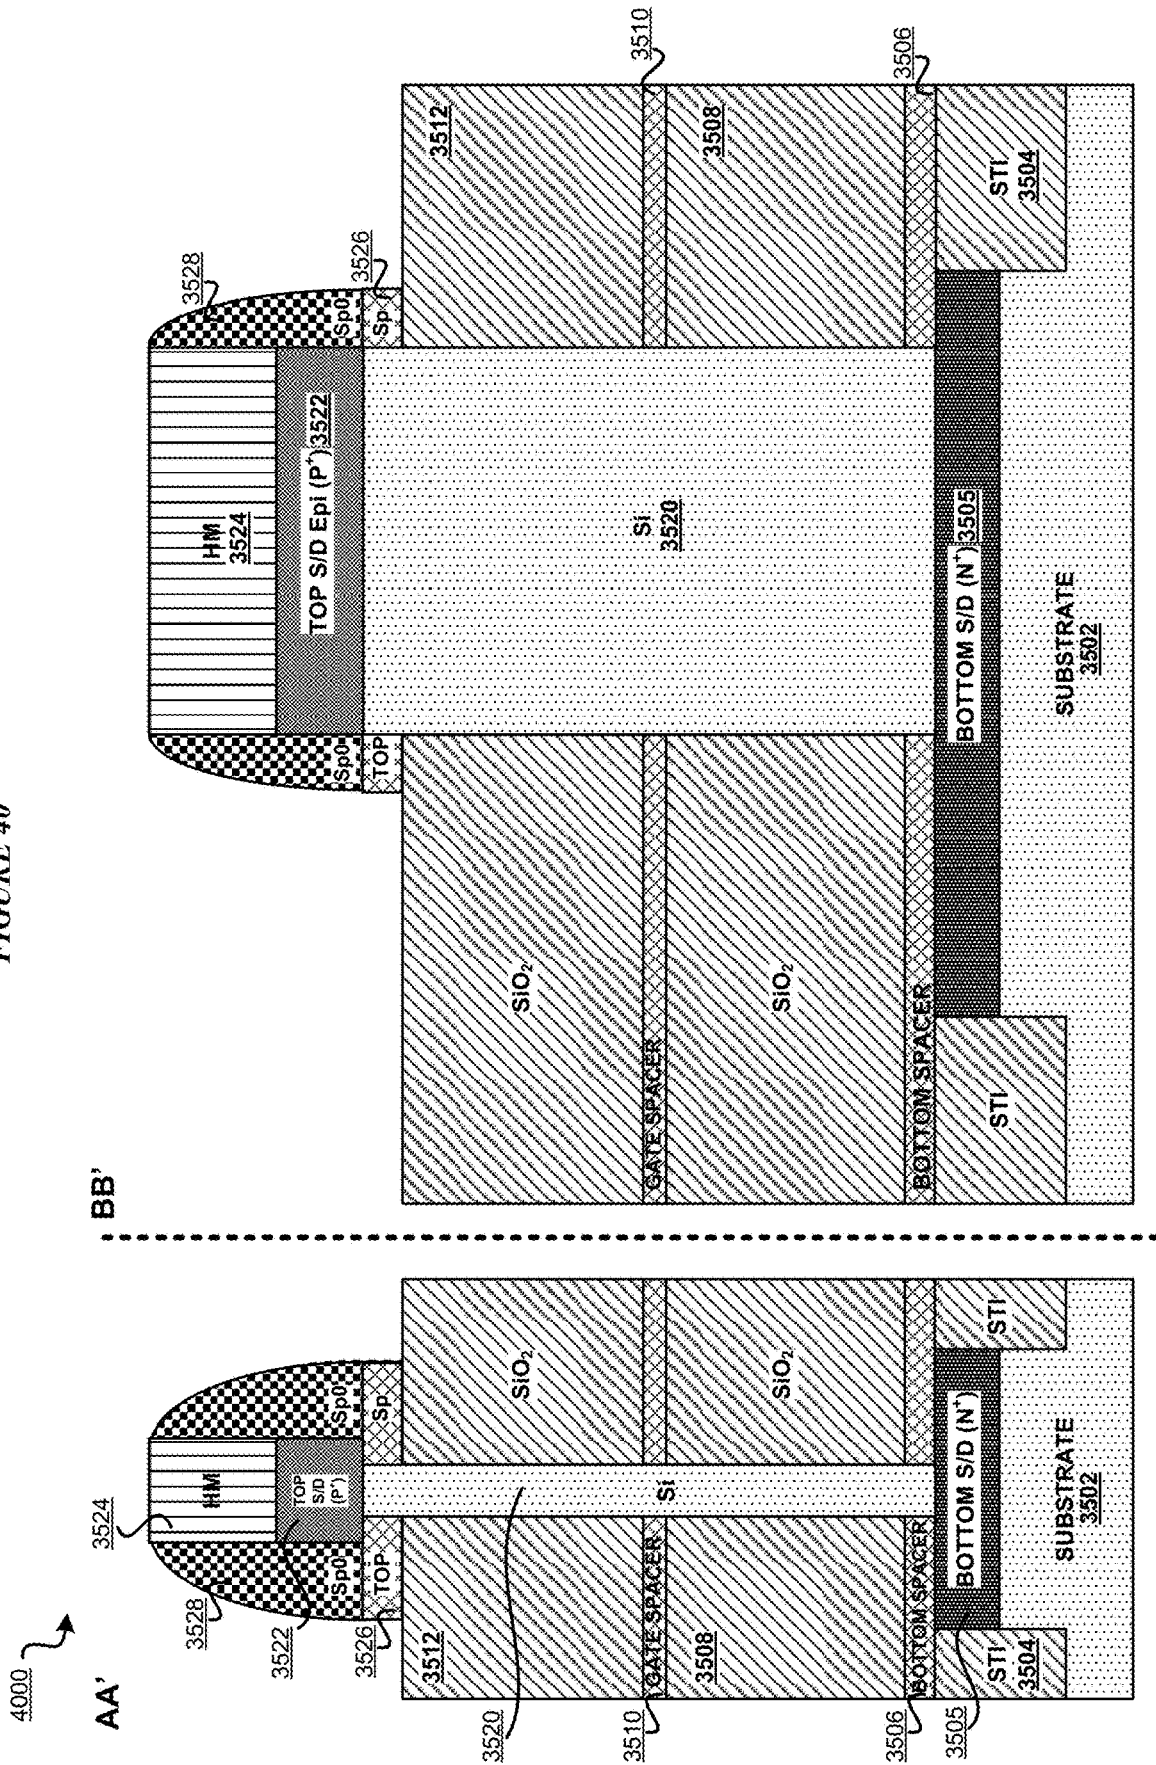 FIGURE 40
4000
AA'
BB'
3524
3528
3522
3526
HM
TOP
S/D
(P+)
Sp0
Sp0
TOP
Sp
3512
SiO2
3520
3510
GATE SPACER
Si
3508
SiO2
3506
BOTTOM SPACER
3505
BOTTOM S/D (N+)
STI
3504
STI
SUBSTRATE
3502
3528
HM
3524
TOP S/D Epi (P+) 3522
Sp0
Sp0
3526
TOP
Sp
SiO2
3512
3510
GATE SPACER
Si
3520
SiO2
3508
3506
BOTTOM SPACER
BOTTOM S/D (N+) 3505
STI
STI
3504
SUBSTRATE
3502